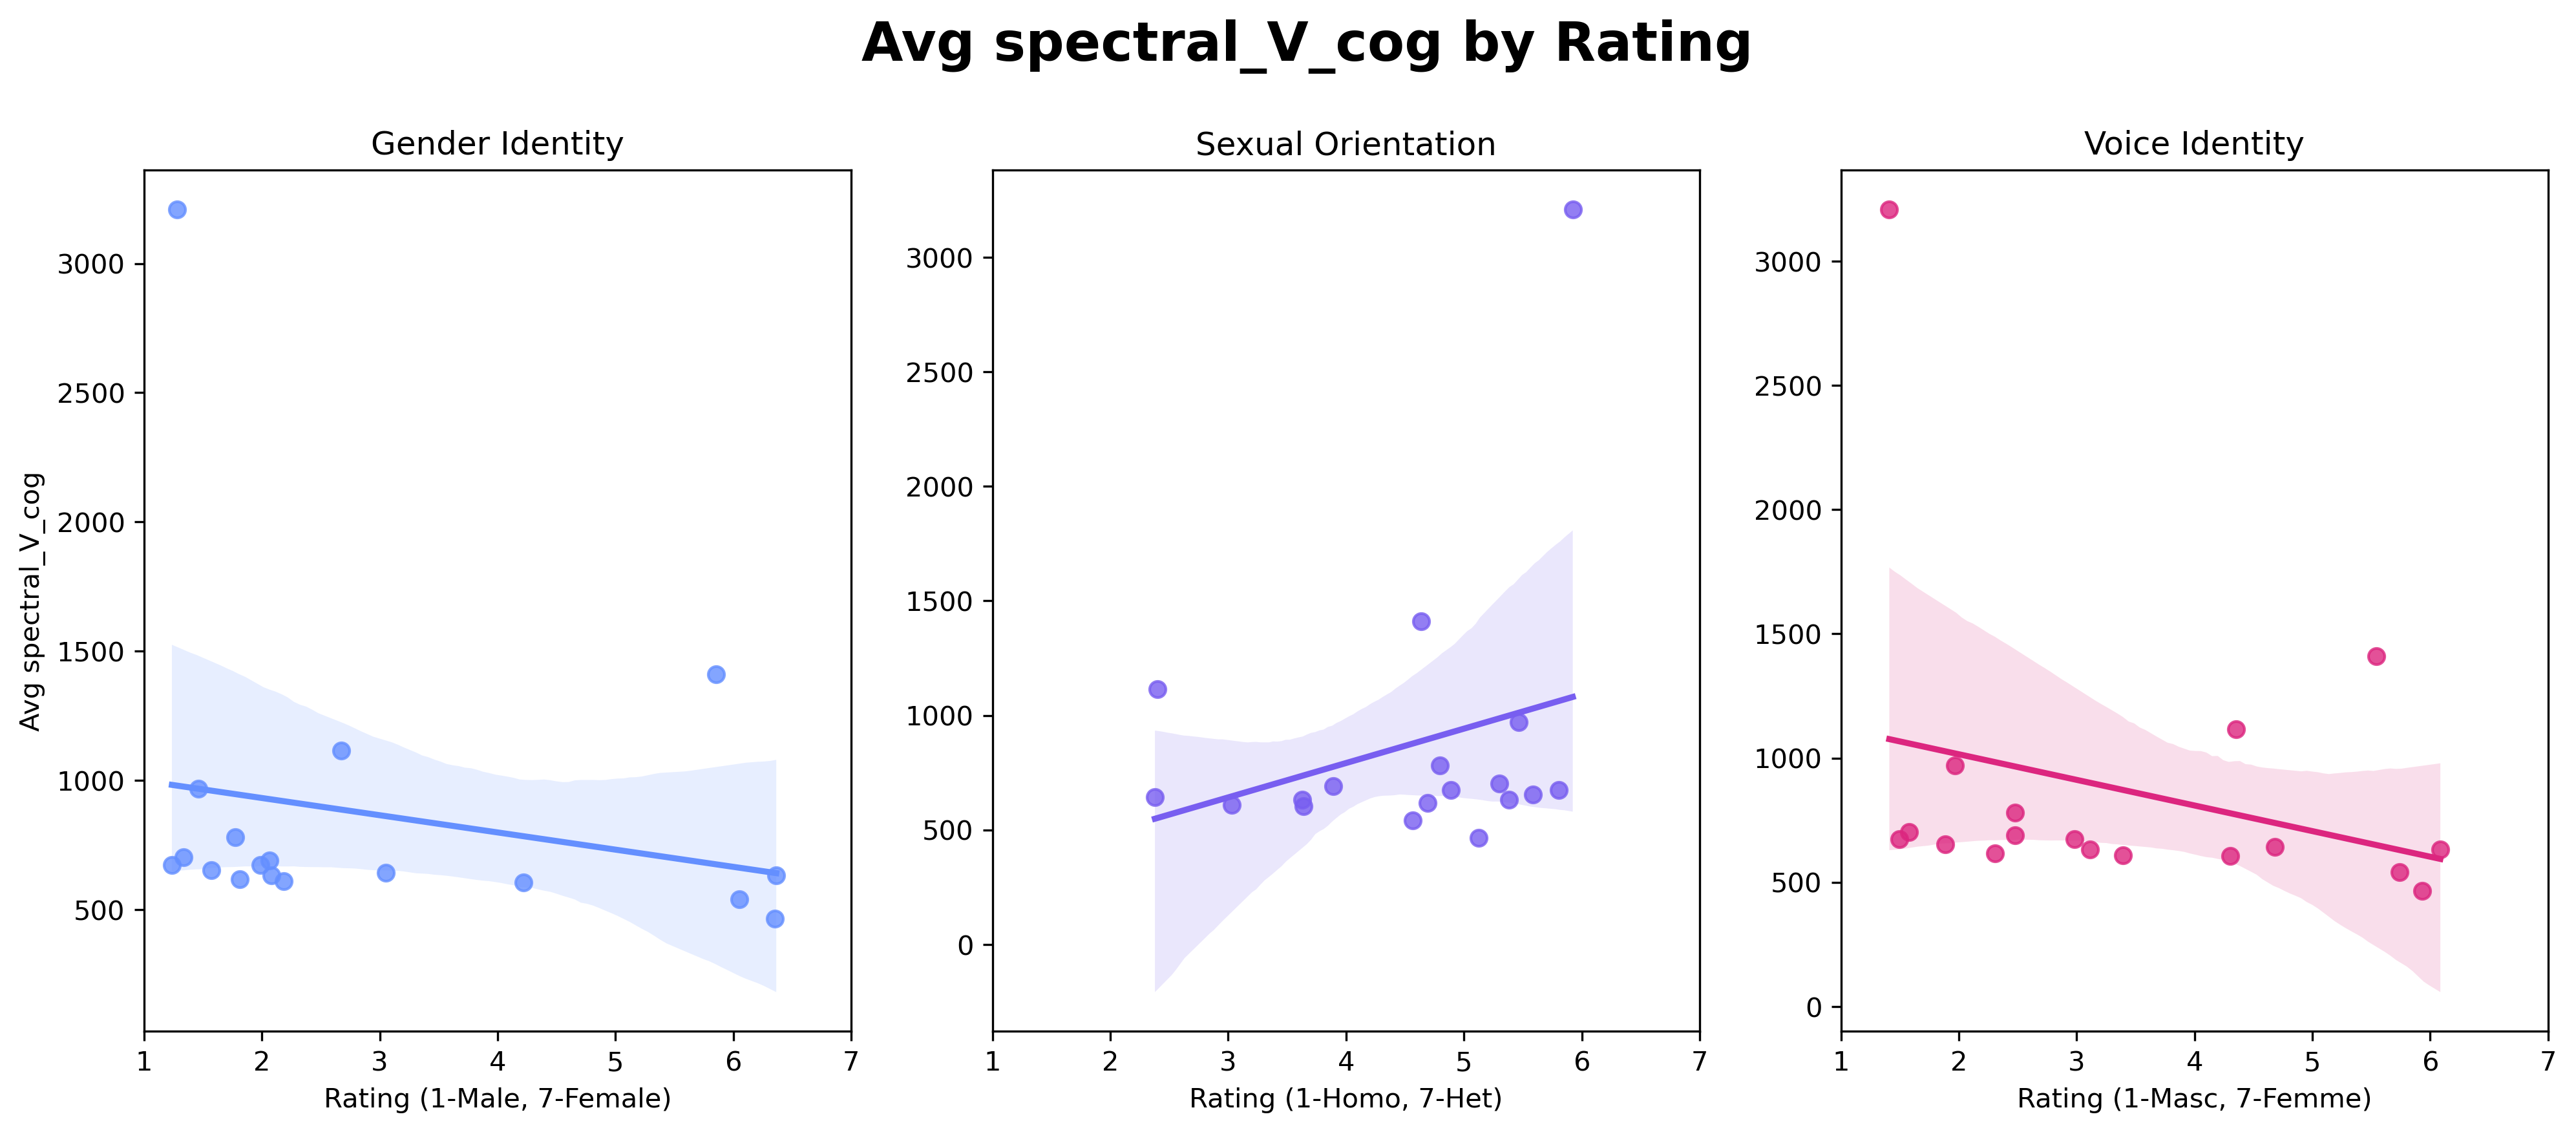 Avg spectral_V_cog by Rating
Gender Identity
Sexual Orientation
Voice Identity
Avg spectral_V_cog
3000
2500
2000
1500
1000
500
1 2 3 4 5 6 7
Rating (1-Male, 7-Female)
3000
2500
2000
1500
1000
500
0
1 2 3 4 5 6 7
Rating (1-Homo, 7-Het)
3000
2500
2000
1500
1000
500
0
1 2 3 4 5 6 7
Rating (1-Masc, 7-Femme)